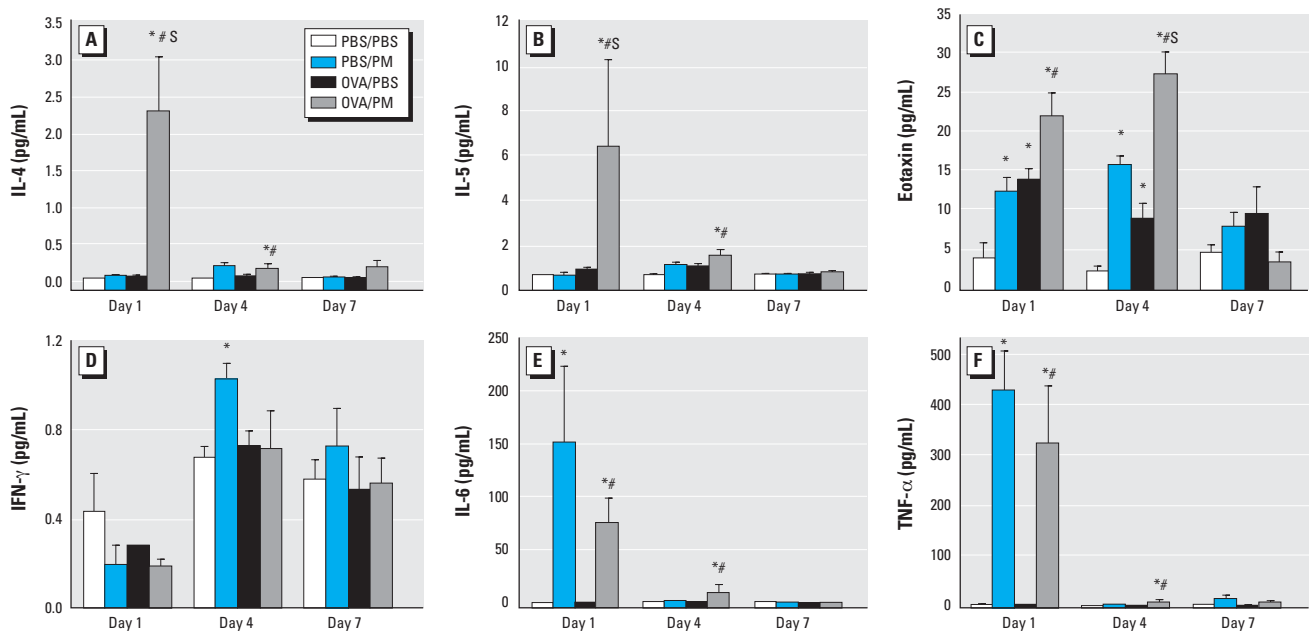 A
IL-4 (pg/mL)
3.5
3.0
2.5
2.0
1.5
1.0
0.5
0.0
* # S
*#
PBS/PBS
PBS/PM
OVA/PBS
OVA/PM
Day 1 Day 4 Day 7
B
IL-5 (pg/mL)
12
10
8
6
4
2
0
*#S
*#
Day 1 Day 4 Day 7
C
Eotaxin (pg/mL)
35
30
25
20
15
10
5
0
* * *#
* * *#S
Day 1 Day 4 Day 7
D
IFN-γ (pg/mL)
1.2
0.8
0.4
0.0
*
Day 1 Day 4 Day 7
E
IL-6 (pg/mL)
250
200
150
100
50
0
*
*#
*#
Day 1 Day 4 Day 7
F
TNF-α (pg/mL)
500
400
300
200
100
0
*
*#
*#
Day 1 Day 4 Day 7